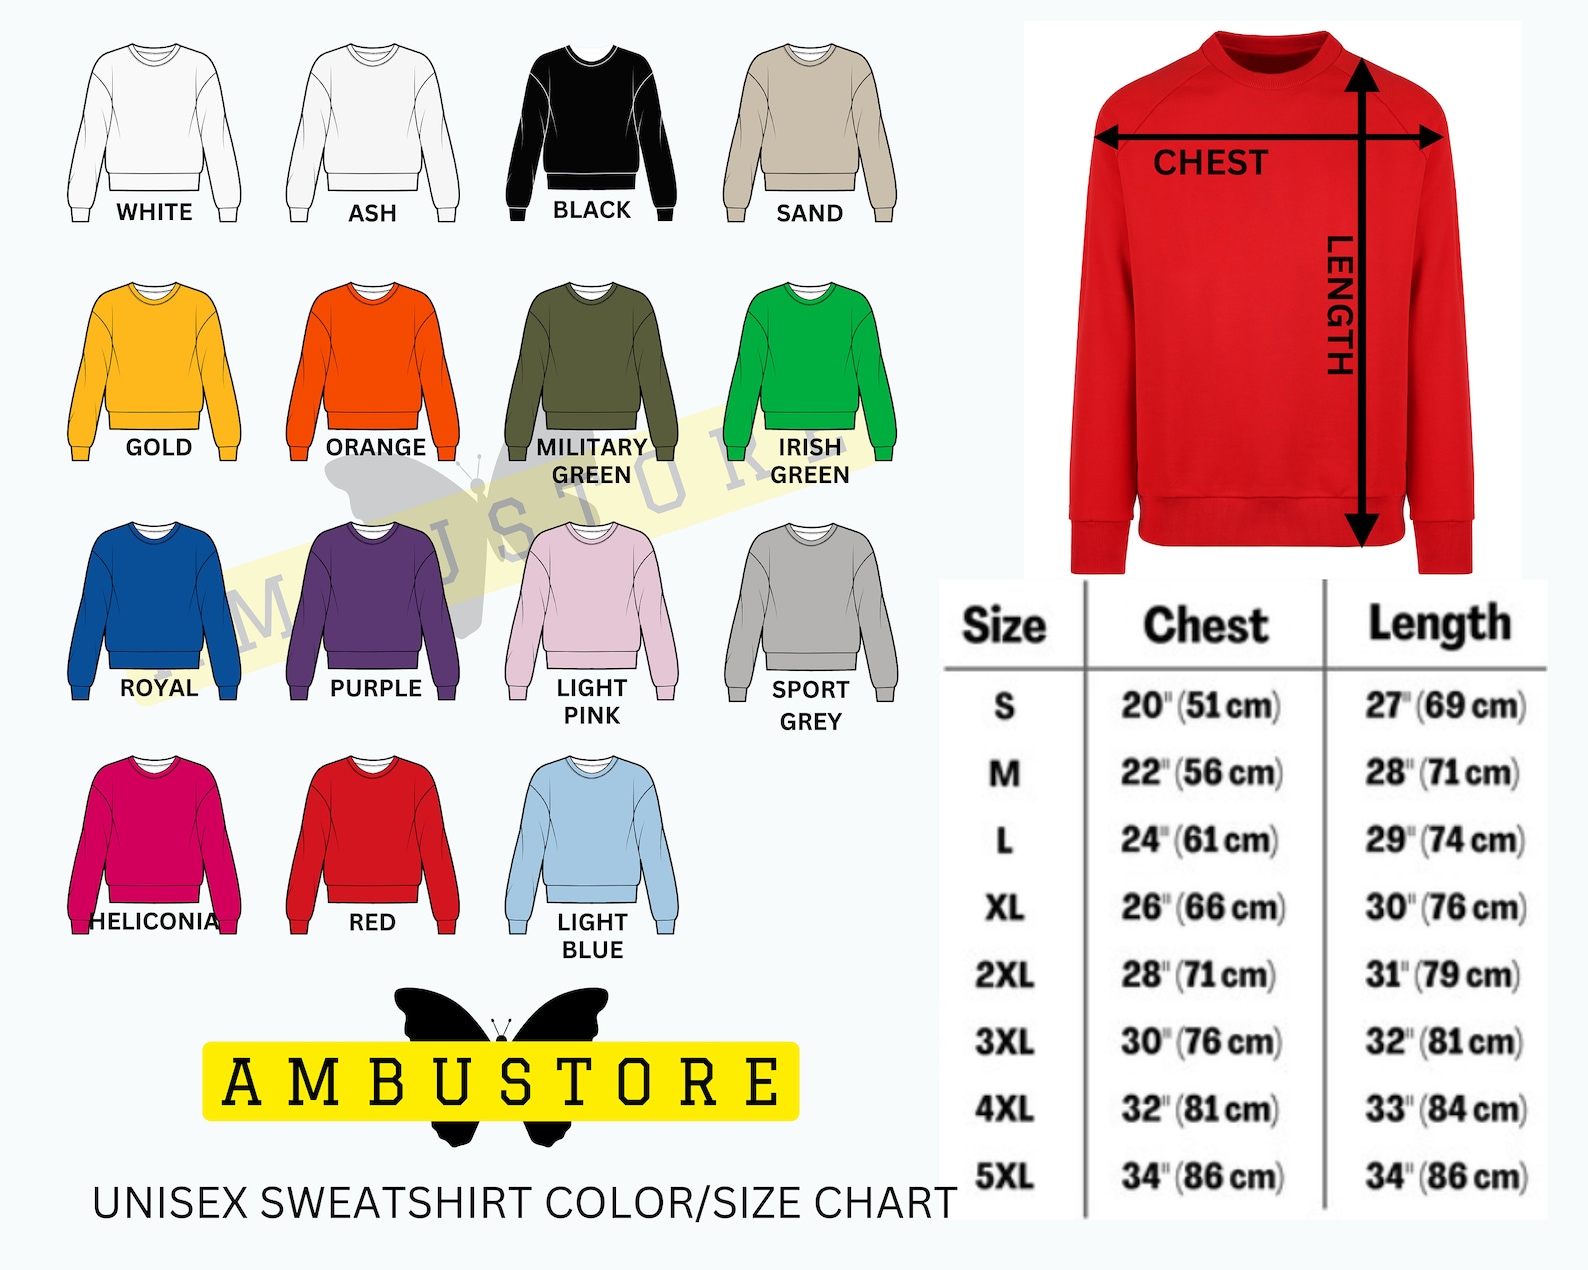 WHITE
ASH
BLACK
SAND
GOLD
ORANGE
MILITARY
GREEN
IRISH
GREEN
ROYAL
PURPLE
LIGHT
PINK
SPORT
GREY
HELICONIA
RED
LIGHT
BLUE
AMBUSTORE
AMBUSTORE
UNISEX SWEATSHIRT COLOR/SIZE CHART
CHEST
LENGTH
Size Chest Length
S 20" (51 cm) 27" (69 cm)
M 22" (56 cm) 28" (71 cm)
L 24" (61 cm) 29" (74 cm)
XL 26" (66 cm) 30" (76 cm)
2XL 28" (71 cm) 31" (79 cm)
3XL 30" (76 cm) 32" (81 cm)
4XL 32" (81 cm) 33" (84 cm)
5XL 34" (86 cm) 34" (86 cm)